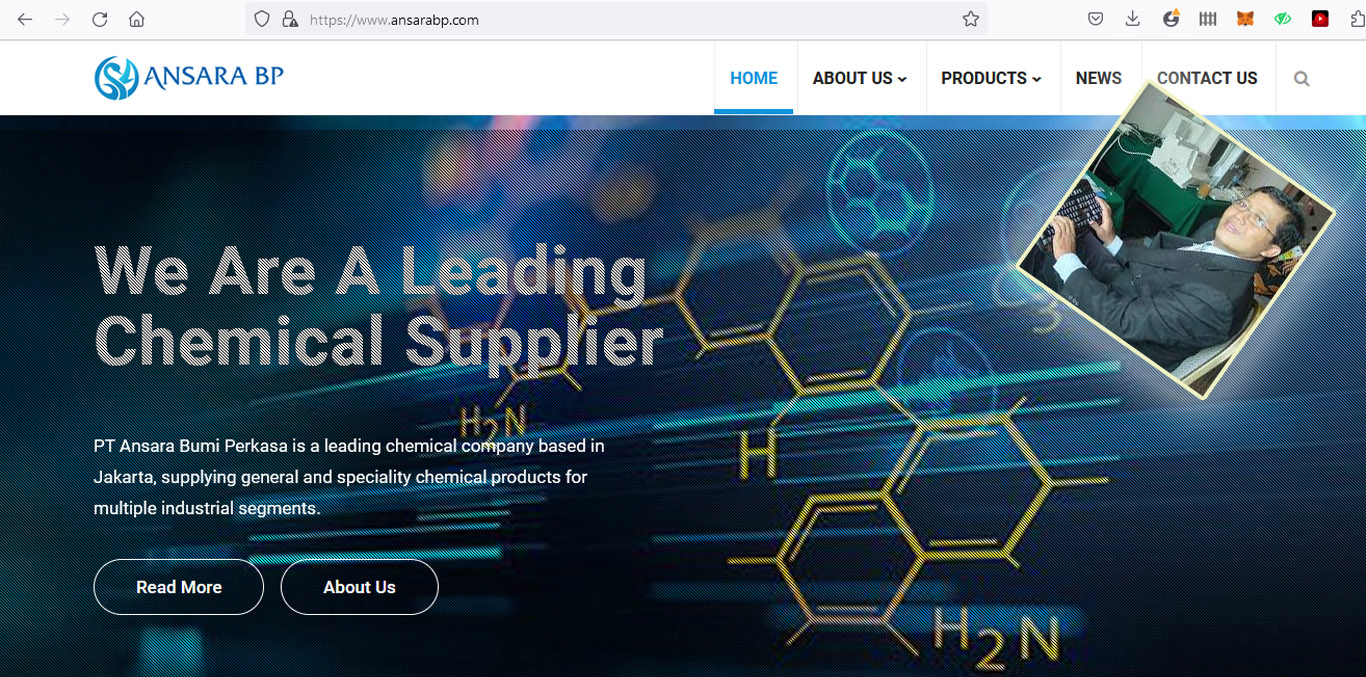 https://www.ansarabp.com
ANSARA BP
HOME
ABOUT US
PRODUCTS
NEWS
CONTACT US
We Are A Leading
Chemical Supplier
H2N
H
H2N
PT Ansara Bumi Perkasa is a leading chemical company based in
Jakarta, supplying general and speciality chemical products for
multiple industrial segments.
Read More
About Us